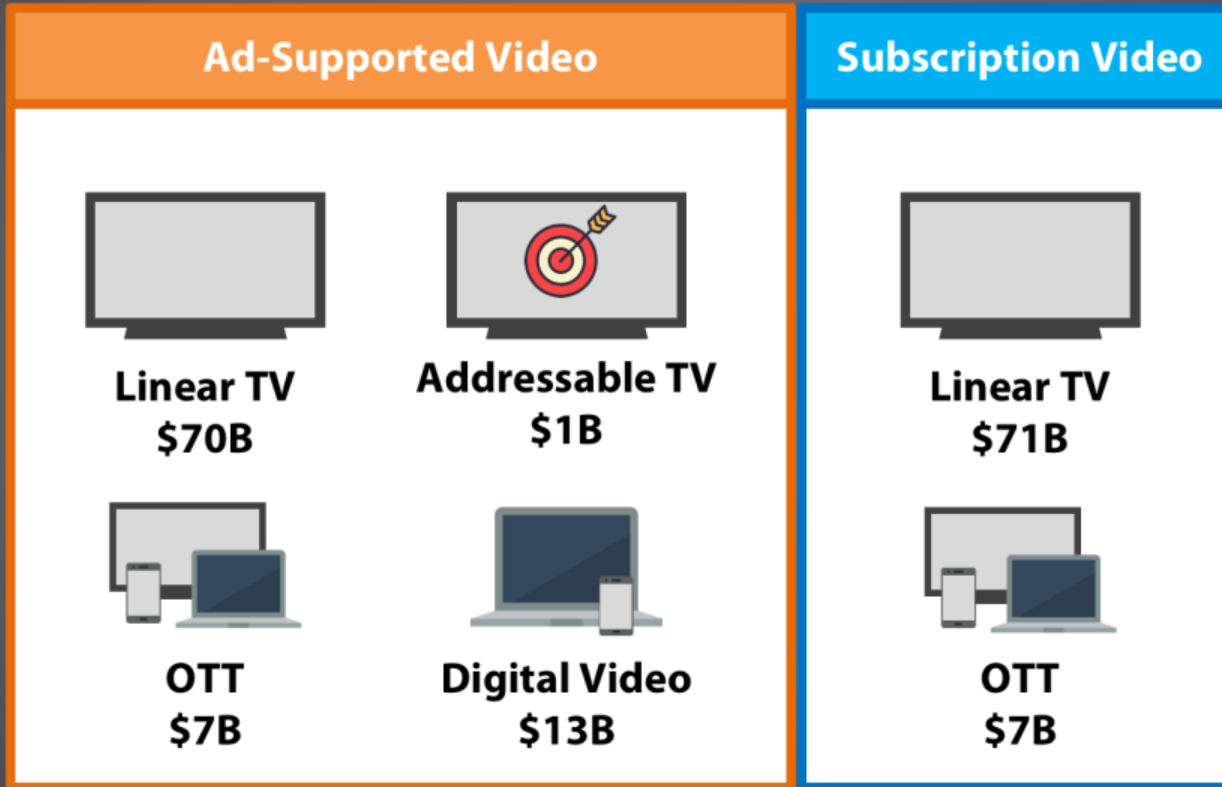 Ad-Supported Video
Subscription Video
Linear TV
$70B
Addressable TV
$1B
Linear TV
$71B
OTT
$7B
Digital Video
$13B
OTT
$7B